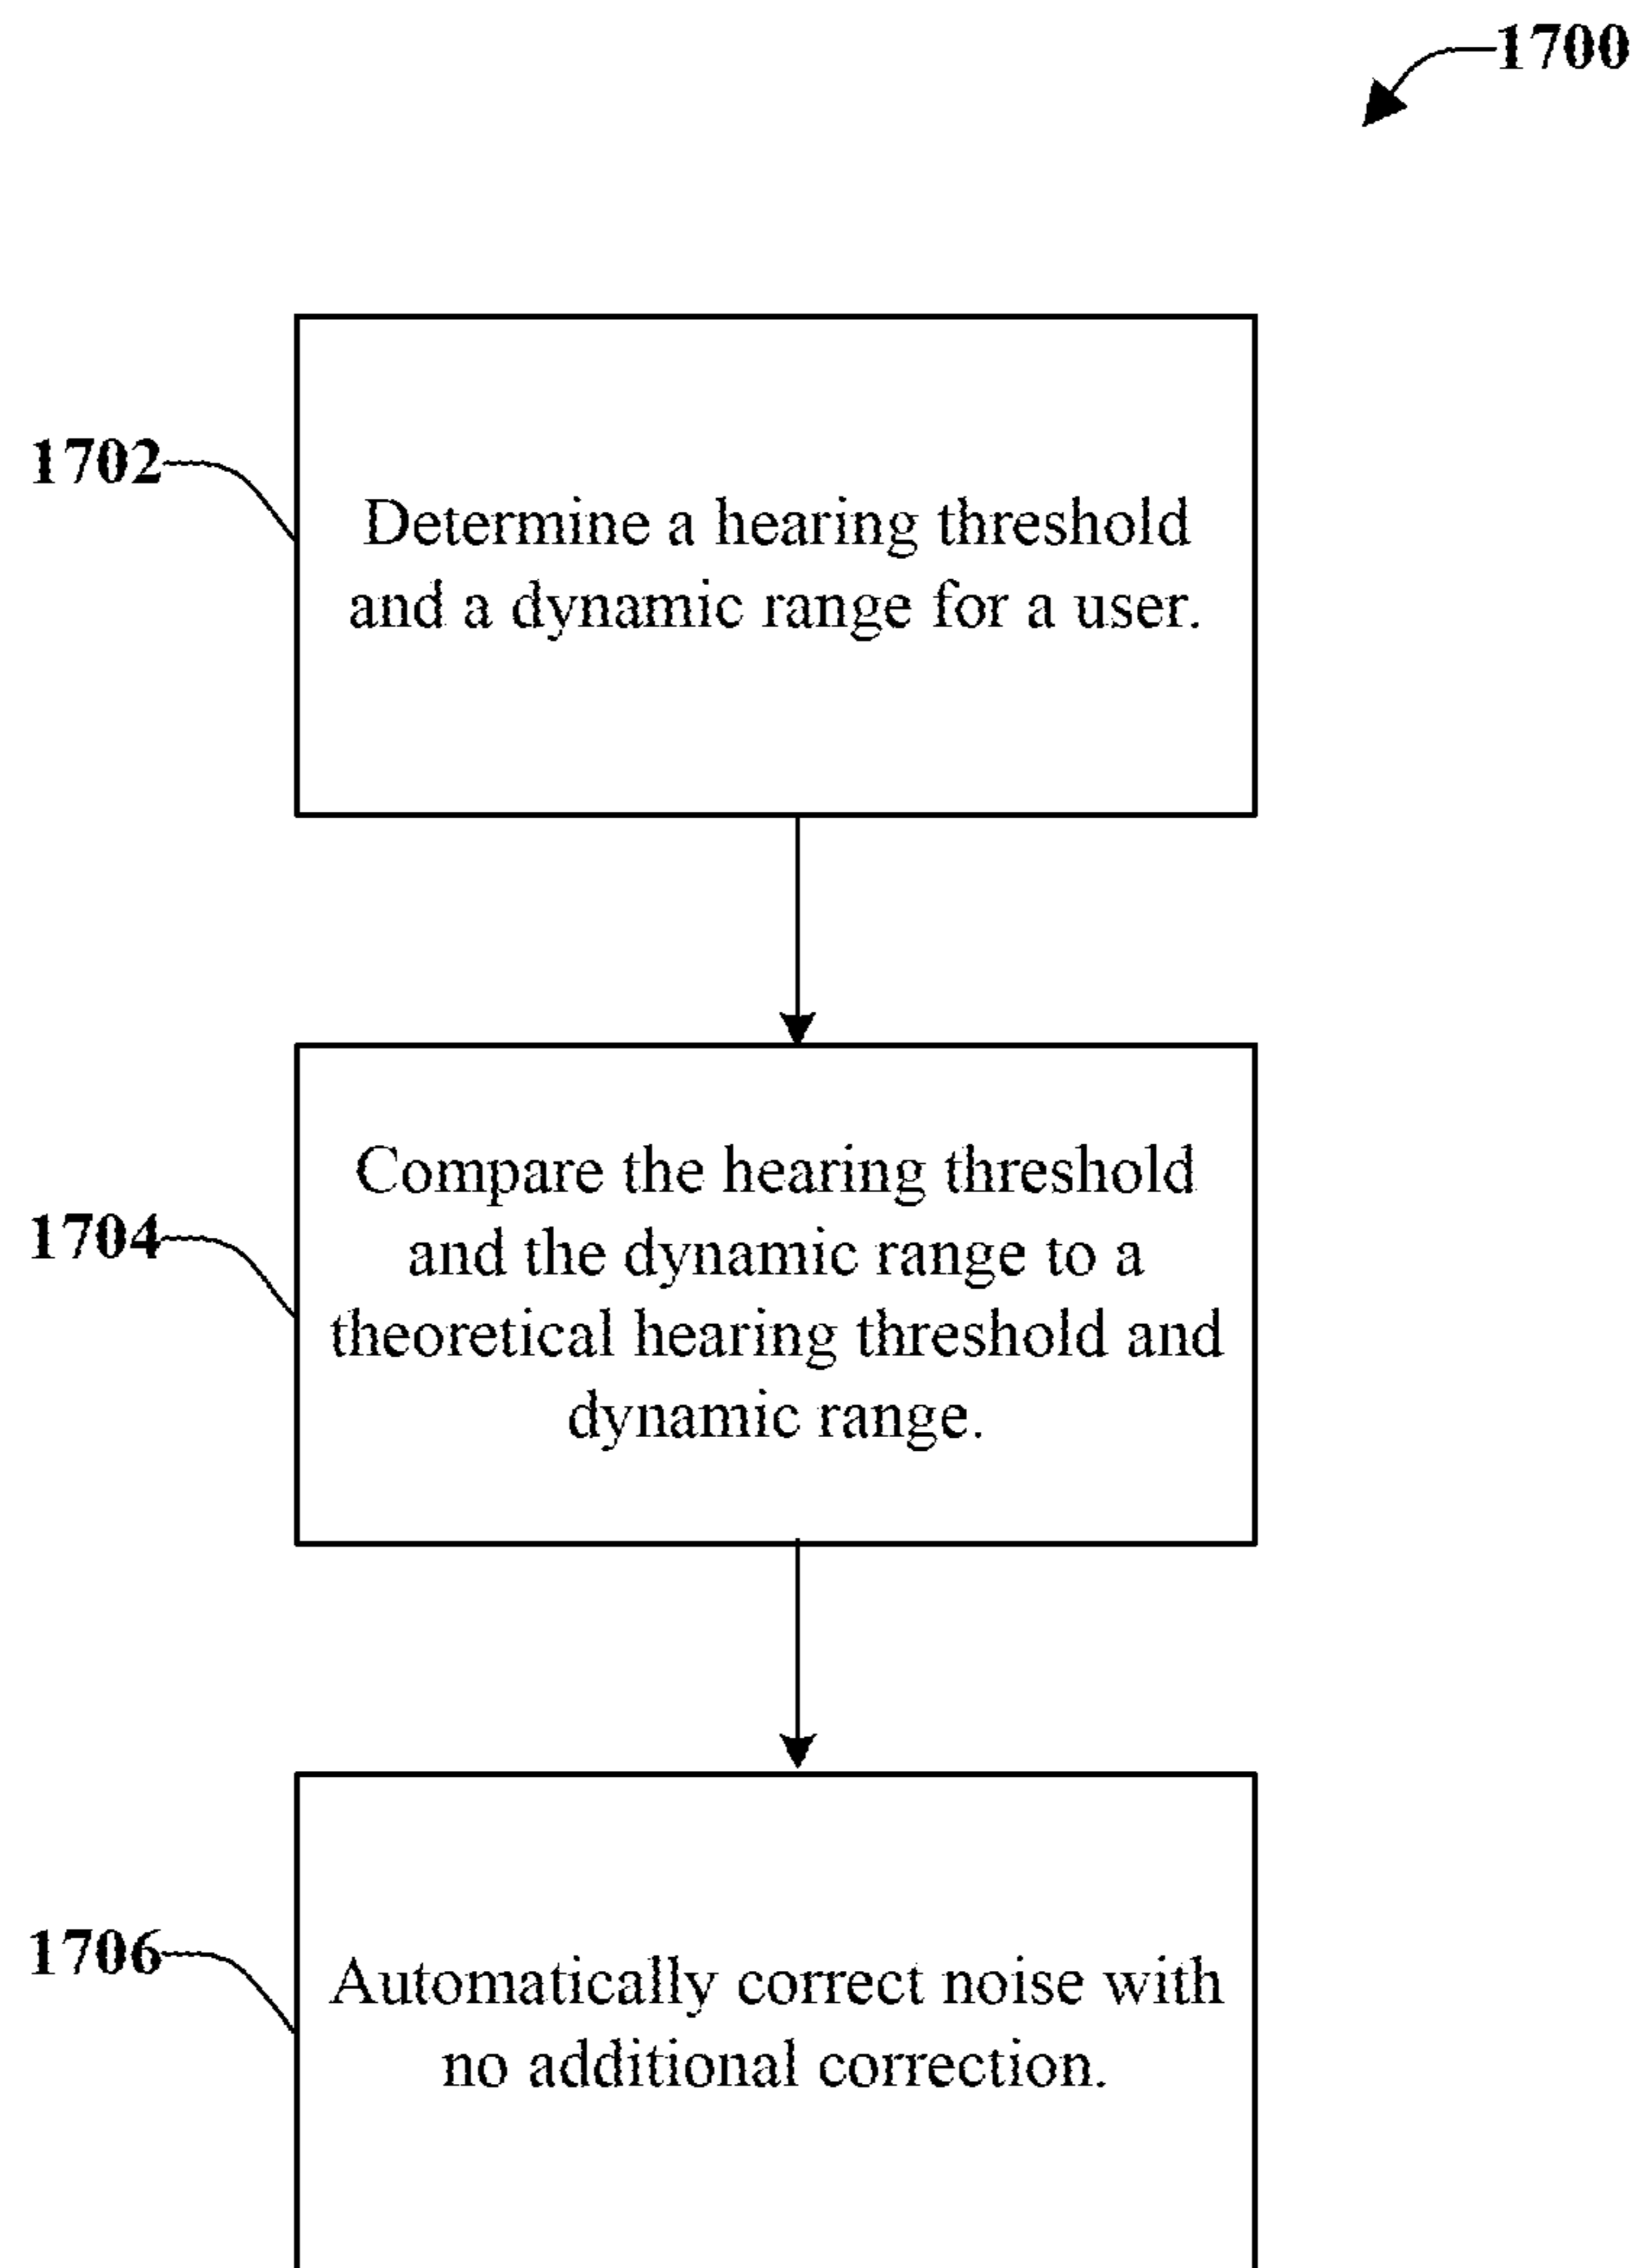 1700
1702
Determine a hearing threshold
and a dynamic range for a user.
1704
Compare the hearing threshold
and the dynamic range to a
theoretical hearing threshold and
dynamic range.
1706
Automatically correct noise with
no additional correction.